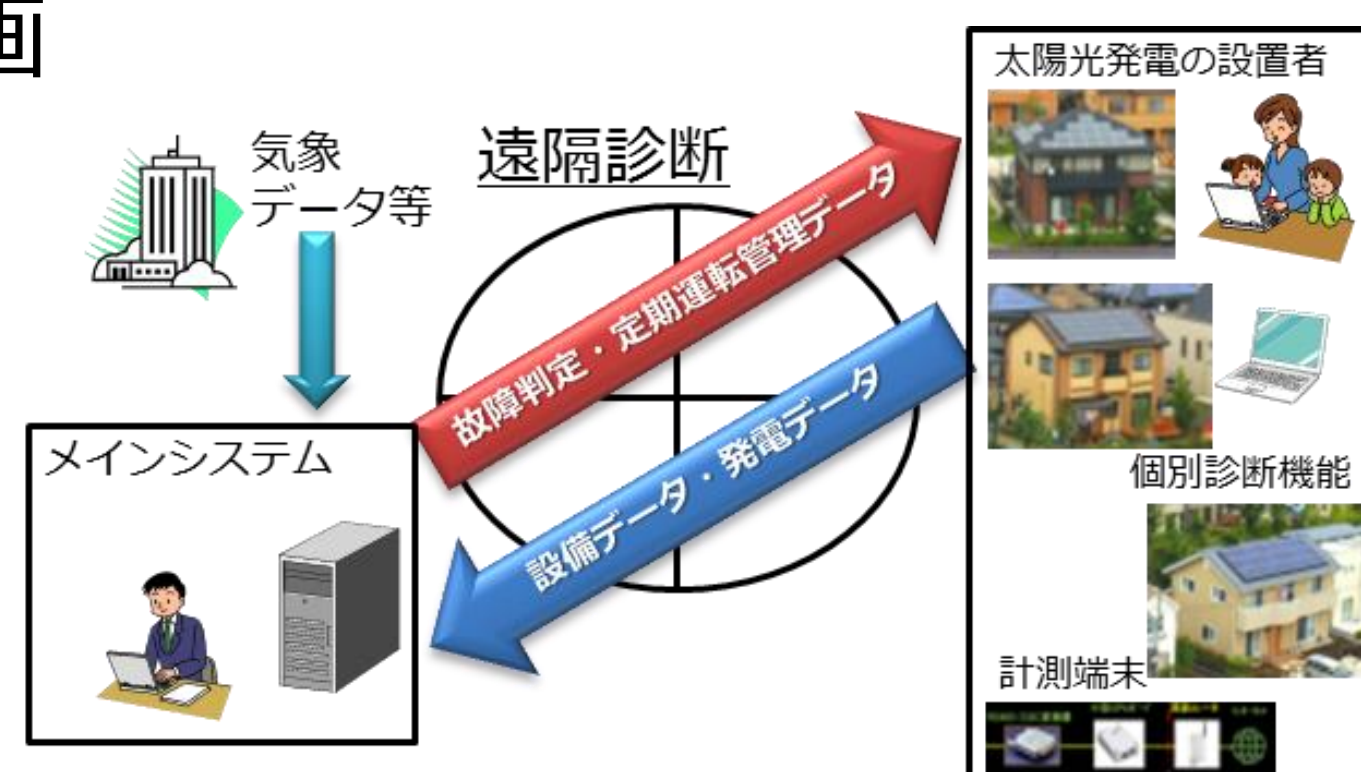 画
太陽光発電の設置者
気象
データ等
遠隔診断
故障判定・定期運転管理データ
設備データ・発電データ
メインシステム
個別診断機能
計測端末